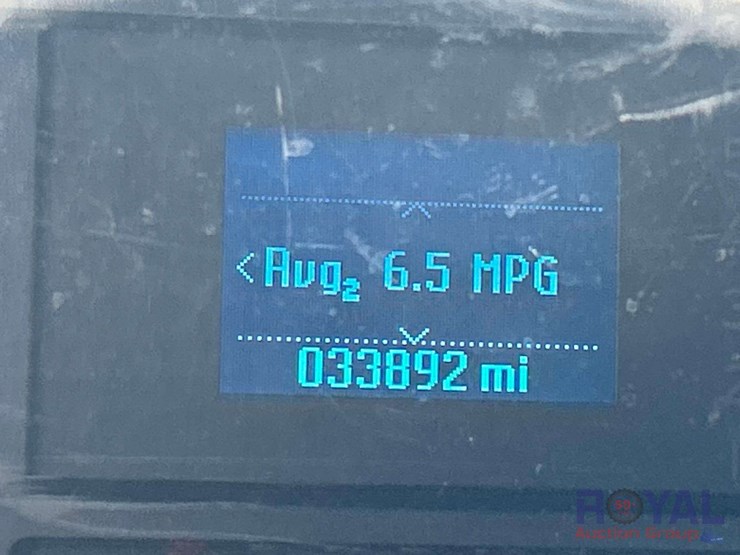 <Avg₂ 6.5 MPG
033892 mi
ROYAL
Auction Group